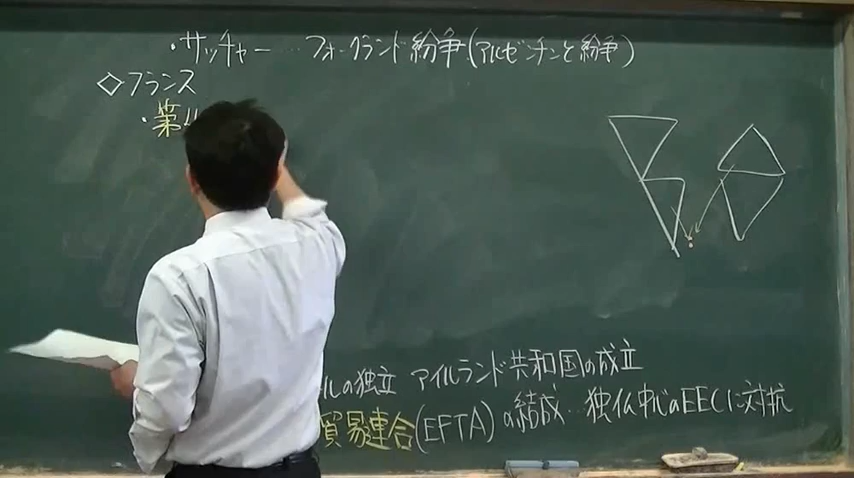 ・サッチャー…フォークランド紛争(アルゼンチンと紛争)
◇フランス
・第
ルの独立 アイルランド共和国の成立
貿易連合(EFTA)の結成…独仏中心のEECに対抗